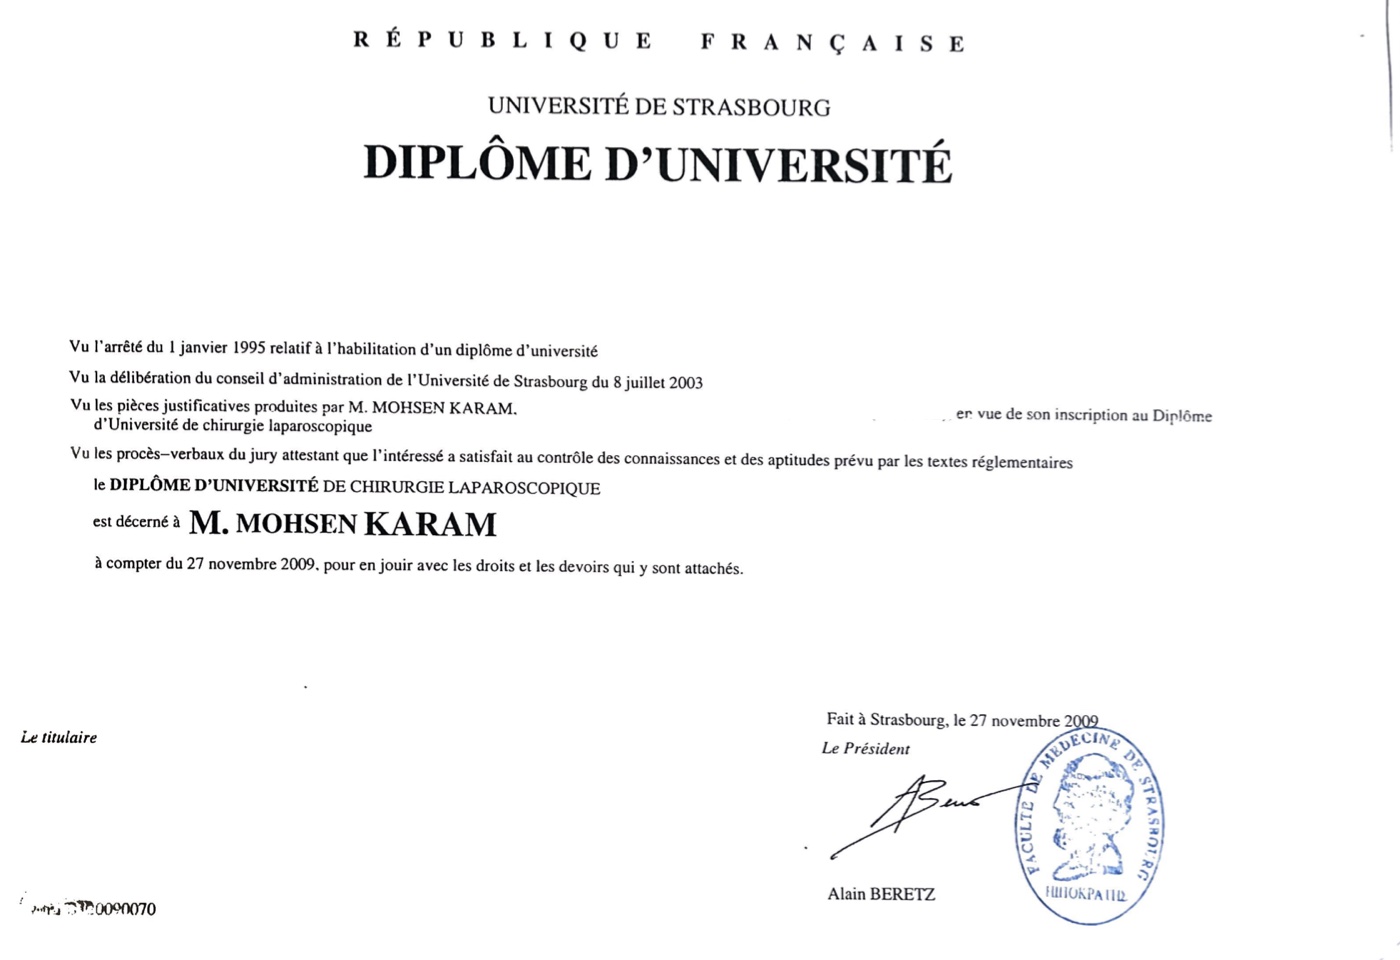 RÉPUBLIQUE FRANÇAISE
UNIVERSITÉ DE STRASBOURG
DIPLÔME D'UNIVERSITÉ
Vu l'arrêté du 1 janvier 1995 relatif à l'habilitation d'un diplôme d'université
Vu la délibération du conseil d'administration de l'Université de Strasbourg du 8 juillet 2003
Vu les pièces justificatives produites par M. MOHSEN KARAM. en vue de son inscription au Diplôme
d'Université de chirurgie laparoscopique
Vu les procès-verbaux du jury attestant que l'intéressé a satisfait au contrôle des connaissances et des aptitudes prévu par les textes réglementaires
le DIPLÔME D'UNIVERSITÉ DE CHIRURGIE LAPAROSCOPIQUE
est décerné à M. MOHSEN KARAM
à compter du 27 novembre 2009, pour en jouir avec les droits et les devoirs qui y sont attachés.
Fait à Strasbourg, le 27 novembre 2009
Le titulaire
Le Président
FACULTE DE MEDECINE DE STRASBOURG
Alain BERETZ
0090070